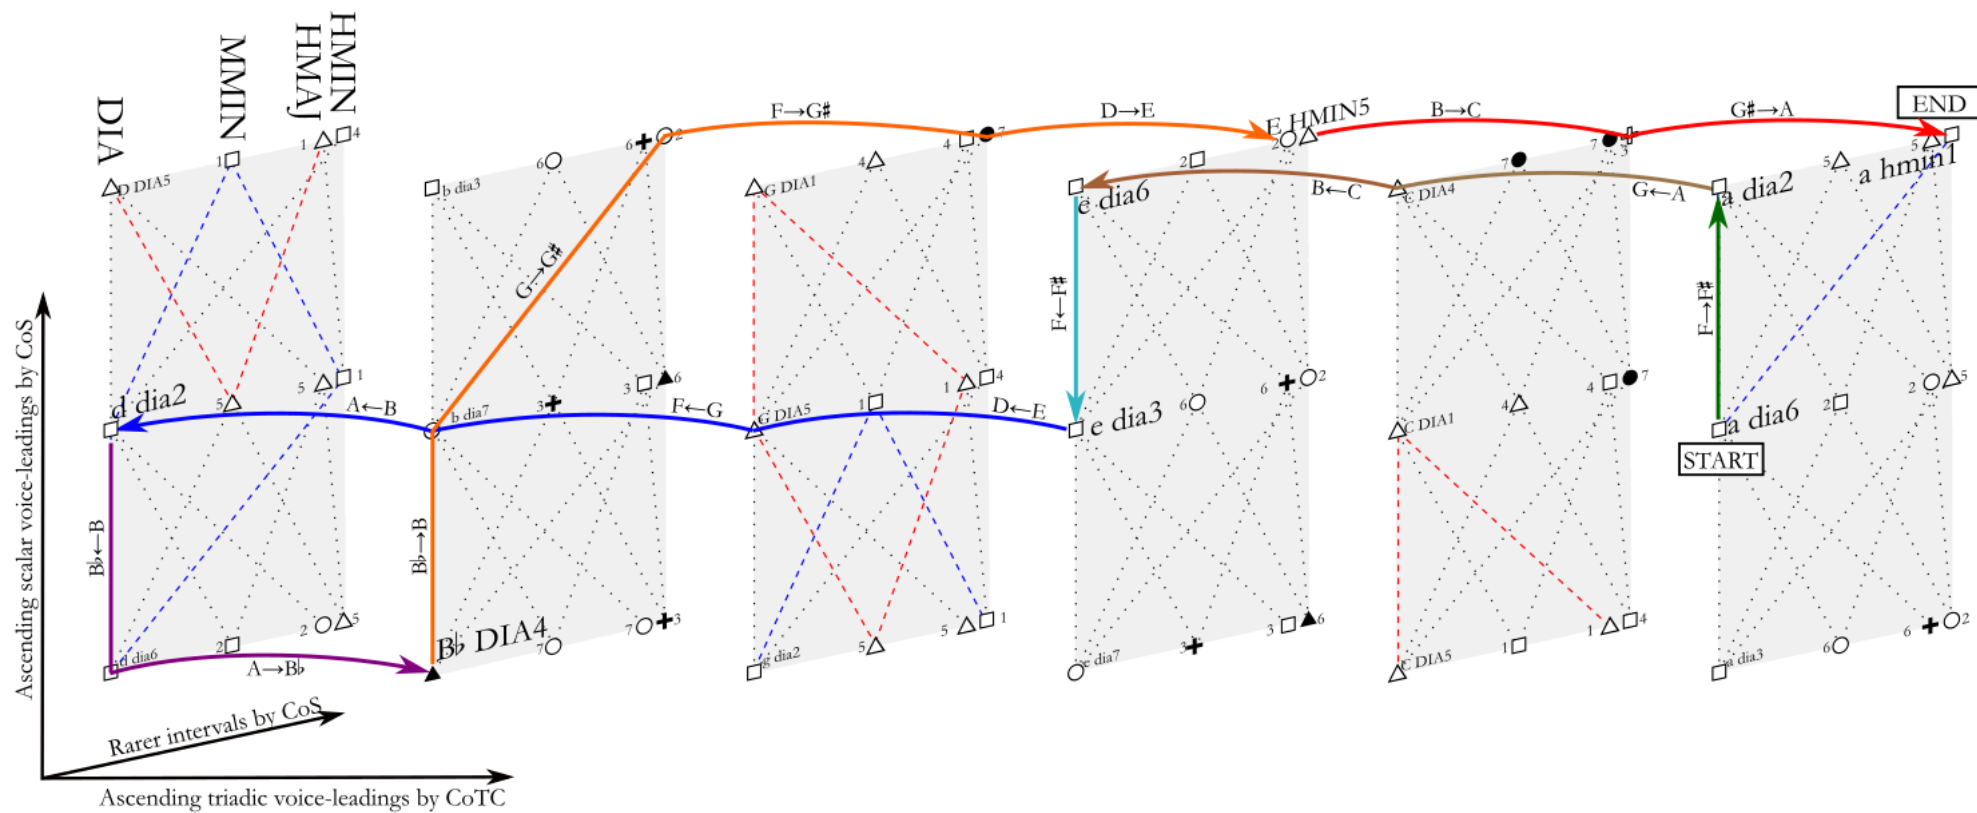 DIA
MMIN
HMAJ
HMIN
END
START
F→G♯
D→E
E HMIN5
B→C
G♯→A
1
1
4
D DIA5
6
6
2
b dia3
4
4
7
G DIA1
2
2
e dia6
B←C
7
7
3
C DIA4
G←A
5
5
a hmin1
a dia2
G→G♯
F←F♯
F→F♯
d dia2
A←B
5
5
1
b dia7
3
3
6
F←G
G DIA5
1
1
4
D←E
e dia3
6
6
2
C DIA1
4
4
7
a dia6
2
2
5
B♭←B
B♭→B
d dia6
2
2
5
A→B♭
B♭ DIA4
7
7
3
g dia2
5
5
1
e dia7
3
3
6
C DIA5
1
1
4
a dia3
6
6
2
Ascending scalar voice-leadings by CoS
Rarer intervals by CoS
Ascending triadic voice-leadings by CoTC